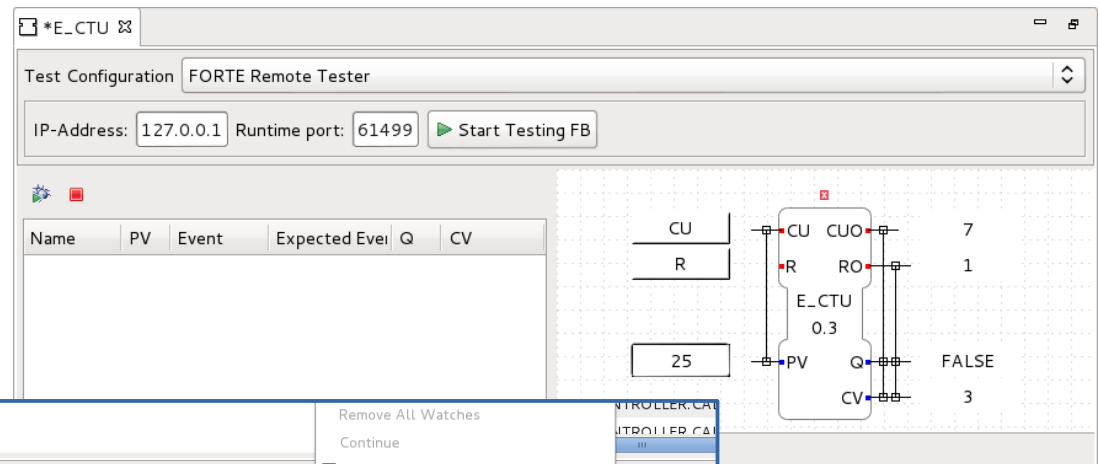 *E_CTU
Test Configuration FORTE Remote Tester
IP-Address: 127.0.0.1 Runtime port: 61499 Start Testing FB
Name PV Event Expected Eve Q CV
CU CU CUO 7
R R RO 1
E_CTU
0.3
25 PV Q FALSE
CV 3
Remove All Watches
Continue